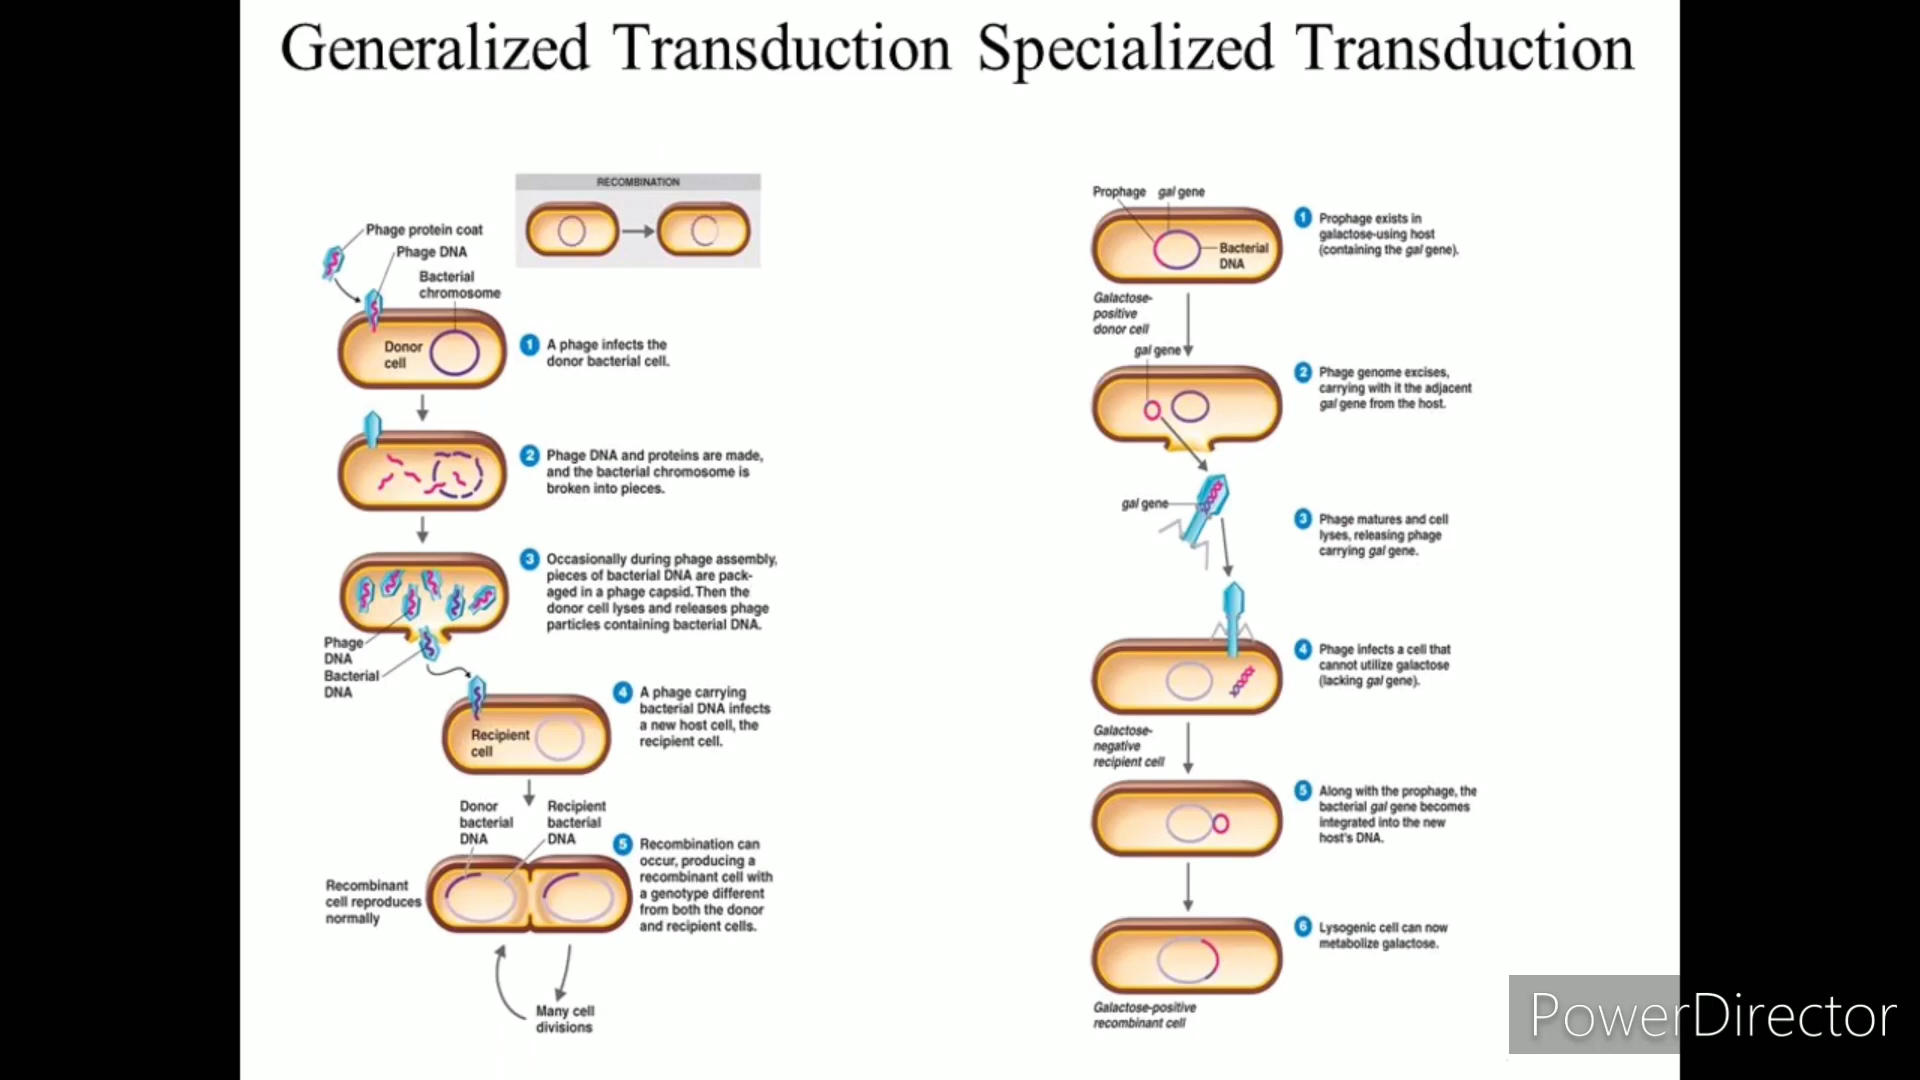 Generalized Transduction
RECOMBINATION
Phage protein coat
Phage DNA
Bacterial
chromosome
Donor
cell
1 A phage infects the
donor bacterial cell.
2 Phage DNA and proteins are made,
and the bacterial chromosome is
broken into pieces.
3 Occasionally during phage assembly,
pieces of bacterial DNA are pack-
aged in a phage capsid. Then the
donor cell lyses and releases phage
particles containing bacterial DNA.
Phage
DNA
Bacterial
DNA
4 A phage carrying
bacterial DNA infects
a new host cell, the
recipient cell.
Recipient
cell
Donor
bacterial
DNA
Recipient
bacterial
DNA
5 Recombination can
occur, producing a
recombinant cell with
a genotype different
from both the donor
and recipient cells.
Recombinant
cell reproduces
normally
Many cell
divisions
Specialized Transduction
Prophage
gal gene
Bacterial
DNA
1 Prophage exists in
galactose-using host
(containing the gal gene).
Galactose-
positive
donor cell
gal gene
2 Phage genome excises,
carrying with it the adjacent
gal gene from the host.
gal gene
3 Phage matures and cell
lyses, releasing phage
carrying gal gene.
4 Phage infects a cell that
cannot utilize galactose
(lacking gal gene).
Galactose-
negative
recipient cell
5 Along with the prophage, the
bacterial gal gene becomes
integrated into the new
host's DNA.
6 Lysogenic cell can now
metabolize galactose.
Galactose-positive
recombinant cell
PowerDirector